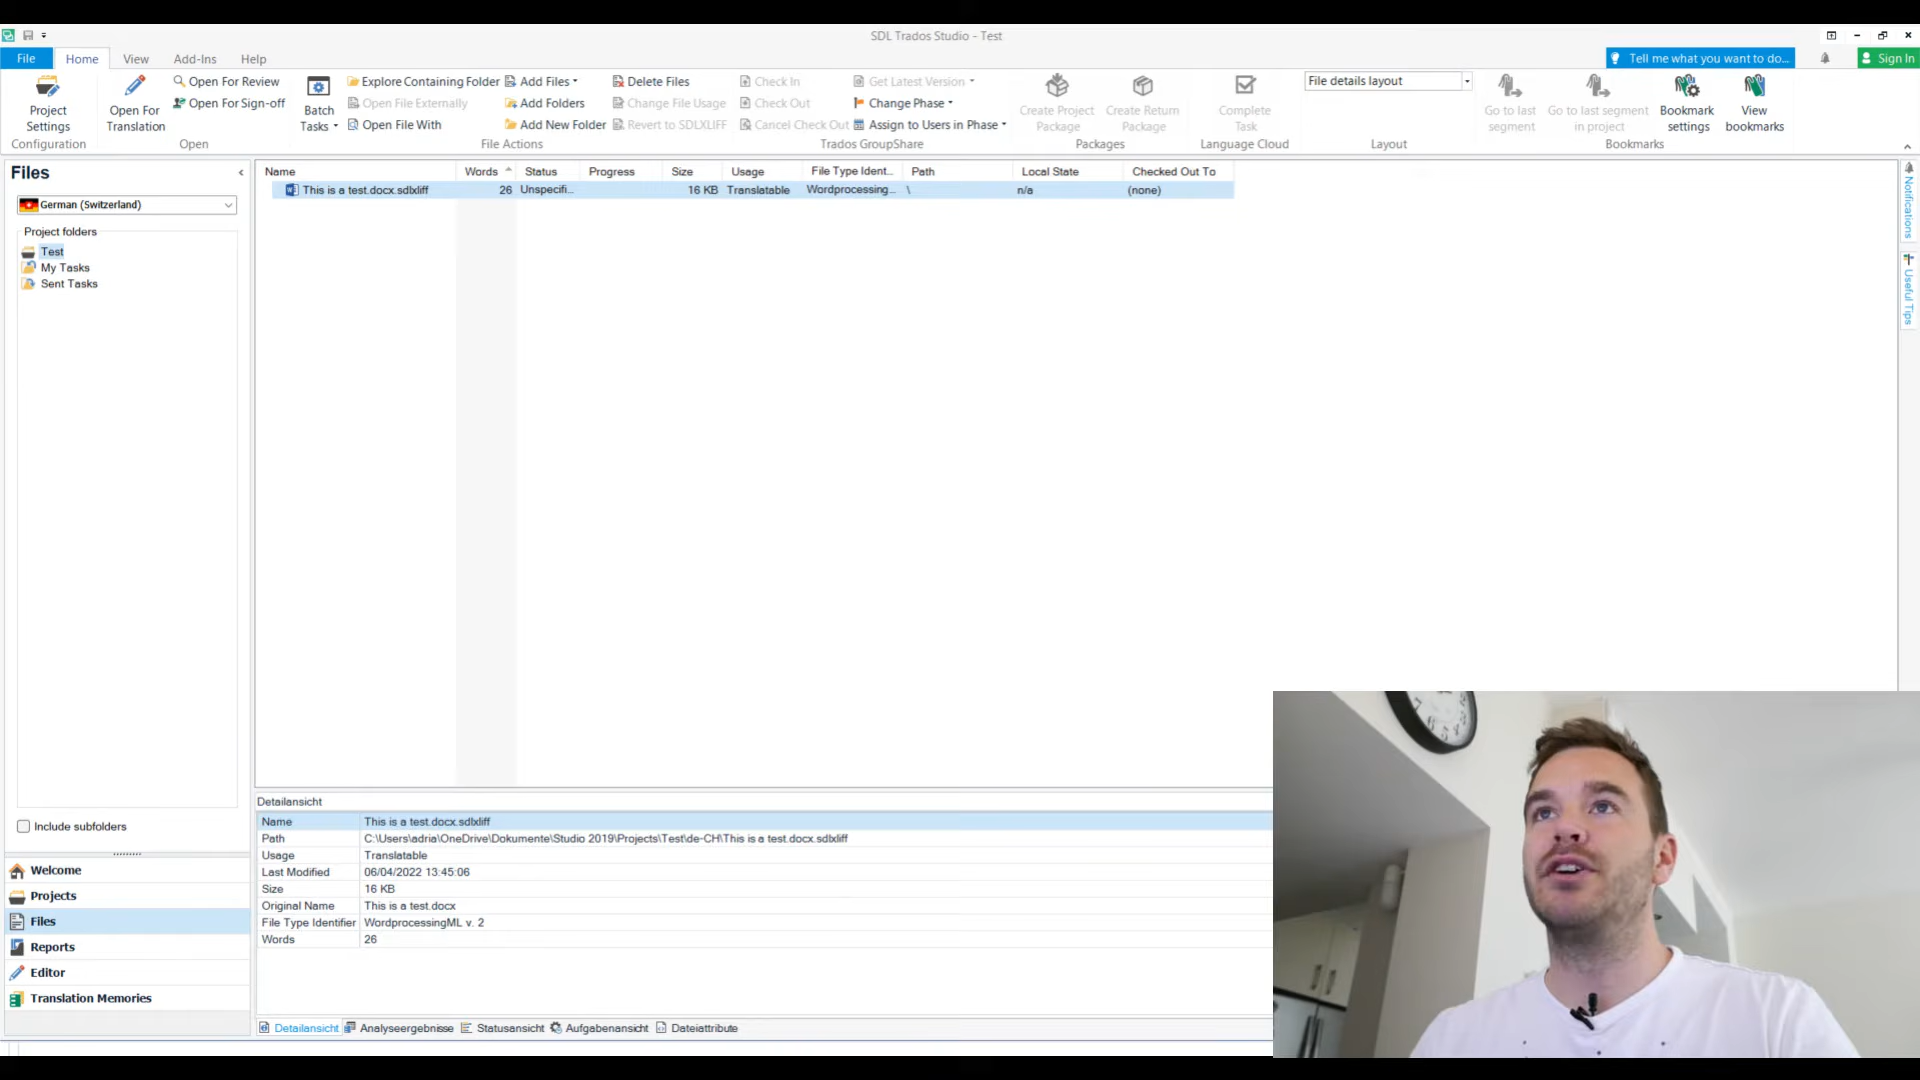 SDL Trados Studio - Test
File Home View Add-Ins Help
Tell me what you want to do...
Sign In
Project Settings
Configuration
Open For Translation
Open For Review
Open For Sign-off
Open
Batch Tasks
Explore Containing Folder
Open File Externally
Open File With
Add Files
Add Folders
Add New Folder
Delete Files
Change File Usage
Revert to SDLXLIFF
File Actions
Check In
Check Out
Cancel Check Out
Get Latest Version
Change Phase
Assign to Users in Phase
Trados GroupShare
Create Project Package
Create Return Package
Packages
Complete Task
Language Cloud
File details layout
Layout
Go to last segment
Go to last segment in project
Bookmark settings
View bookmarks
Bookmarks
Files
German (Switzerland)
Project folders
Test
My Tasks
Sent Tasks
Include subfolders
Welcome
Projects
Files
Reports
Editor
Translation Memories
Name Words Status Progress Size Usage File Type Ident... Path Local State Checked Out To
This is a test.docx.sdlxliff 26 Unspecifi... 16 KB Translatable Wordprocessing... \ n/a (none)
Notifications
Useful Tips
Detailansicht
Name This is a test.docx.sdlxliff
Path C:\Users\adria\OneDrive\Dokumente\Studio 2019\Projects\Test\de-CH\This is a test.docx.sdlxliff
Usage Translatable
Last Modified 06/04/2022 13:45:06
Size 16 KB
Original Name This is a test.docx
File Type Identifier WordprocessingML v. 2
Words 26
Detailansicht Analyseergebnisse Statusansicht Aufgabenansicht Dateiattribute